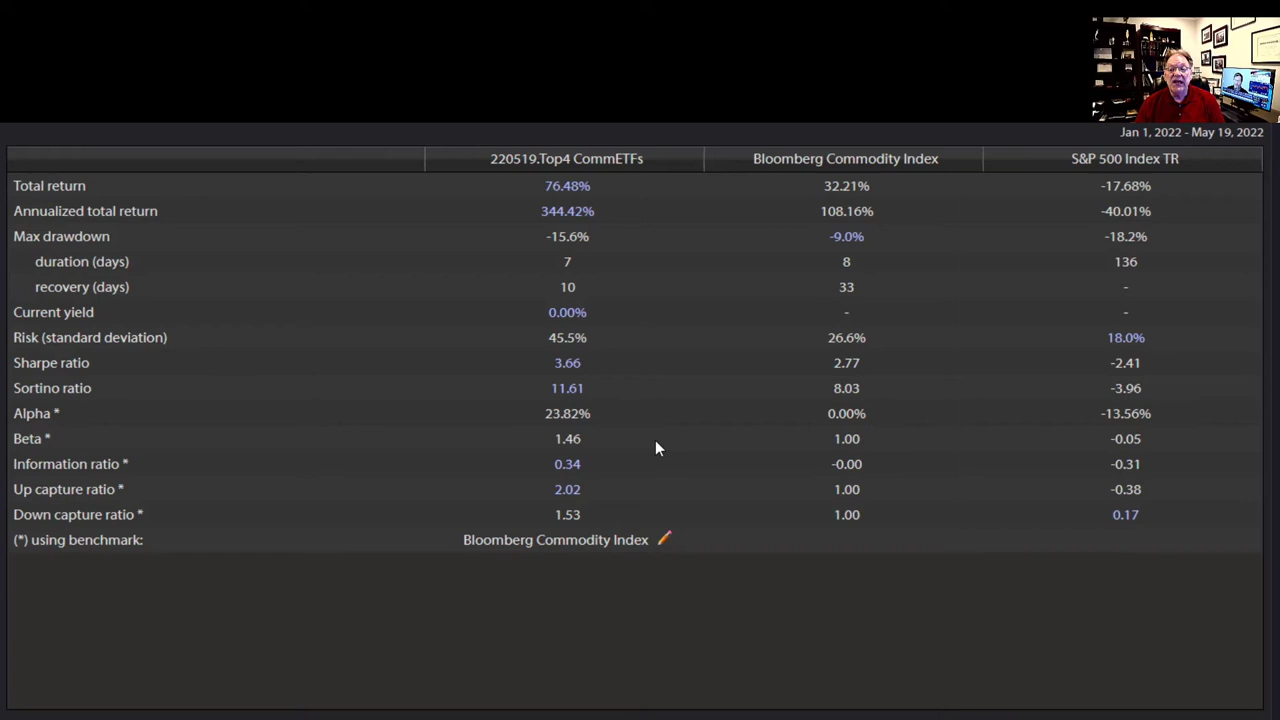 Jan 1, 2022 - May 19, 2022
220519.Top4 CommETFs Bloomberg Commodity Index S&P 500 Index TR
Total return 76.48% 32.21% -17.68%
Annualized total return 344.42% 108.16% -40.01%
Max drawdown -15.6% -9.0% -18.2%
duration (days) 7 8 136
recovery (days) 10 33 -
Current yield 0.00% - -
Risk (standard deviation) 45.5% 26.6% 18.0%
Sharpe ratio 3.66 2.77 -2.41
Sortino ratio 11.61 8.03 -3.96
Alpha * 23.82% 0.00% -13.56%
Beta * 1.46 1.00 -0.05
Information ratio * 0.34 -0.00 -0.31
Up capture ratio * 2.02 1.00 -0.38
Down capture ratio * 1.53 1.00 0.17
(*) using benchmark: Bloomberg Commodity Index